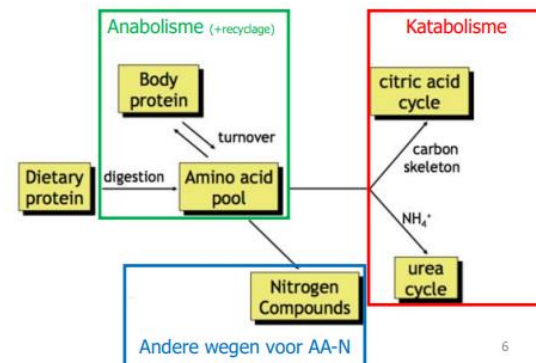 Anabolisme (+recyclage)
Katabolisme
Body
protein
citric acid
cycle
turnover
carbon
skeleton
Dietary
protein
digestion
Amino acid
pool
NH₄⁺
urea
cycle
Nitrogen
Compounds
Andere wegen voor AA-N
6